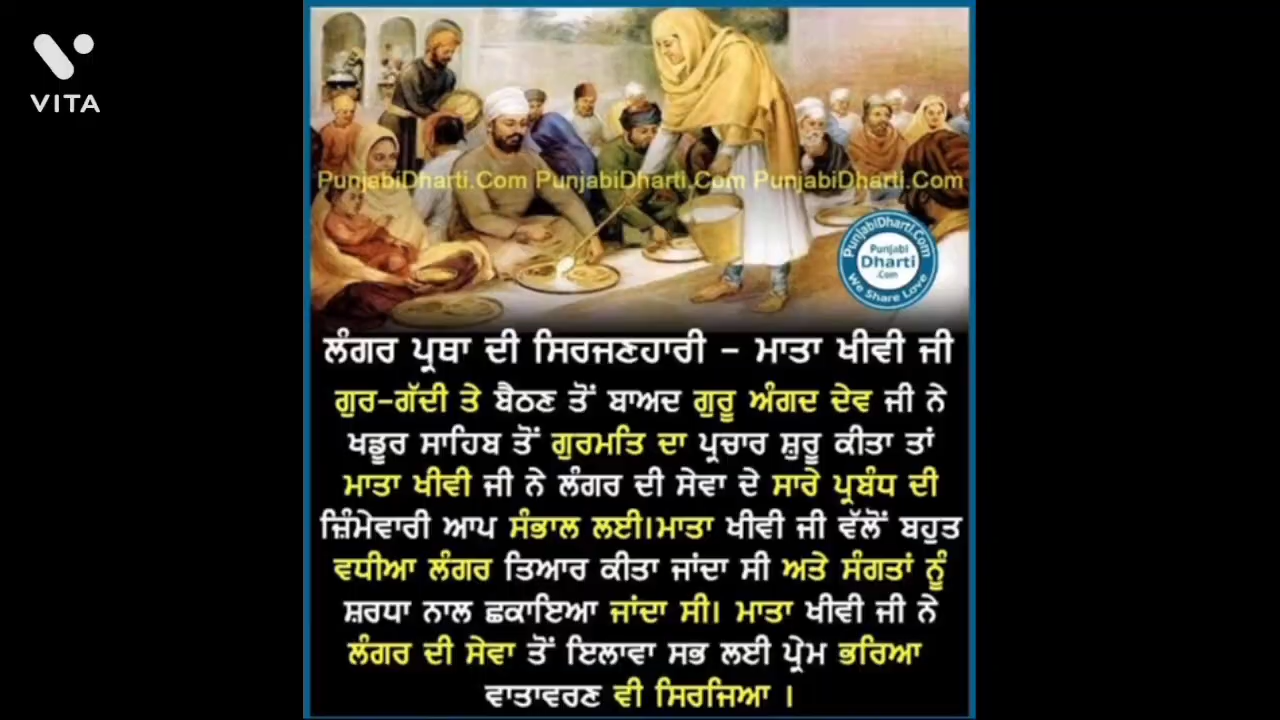 VITA
PunjabiDharti.Com PunjabiDharti.Com PunjabiDharti.Com
PunjabiDharti.Com
Punjabi
Dharti
.Com
We Share Love
ਲੰਗਰ ਪ੍ਰਥਾ ਦੀ ਸਿਰਜਣਹਾਰੀ - ਮਾਤਾ ਖੀਵੀ ਜੀ
ਗੁਰ-ਗੱਦੀ ਤੇ ਬੈਠਣ ਤੋਂ ਬਾਅਦ ਗੁਰੂ ਅੰਗਦ ਦੇਵ ਜੀ ਨੇ
ਖਡੂਰ ਸਾਹਿਬ ਤੋਂ ਗੁਰਮਤਿ ਦਾ ਪ੍ਰਚਾਰ ਸ਼ੁਰੂ ਕੀਤਾ ਤਾਂ
ਮਾਤਾ ਖੀਵੀ ਜੀ ਨੇ ਲੰਗਰ ਦੀ ਸੇਵਾ ਦੇ ਸਾਰੇ ਪ੍ਰਬੰਧ ਦੀ
ਜ਼ਿੰਮੇਵਾਰੀ ਆਪ ਸੰਭਾਲ ਲਈ।ਮਾਤਾ ਖੀਵੀ ਜੀ ਵੱਲੋਂ ਬਹੁਤ
ਵਧੀਆ ਲੰਗਰ ਤਿਆਰ ਕੀਤਾ ਜਾਂਦਾ ਸੀ ਅਤੇ ਸੰਗਤਾਂ ਨੂੰ
ਸ਼ਰਧਾ ਨਾਲ ਛਕਾਇਆ ਜਾਂਦਾ ਸੀ। ਮਾਤਾ ਖੀਵੀ ਜੀ ਨੇ
ਲੰਗਰ ਦੀ ਸੇਵਾ ਤੋਂ ਇਲਾਵਾ ਸਭ ਲਈ ਪ੍ਰੇਮ ਭਰਿਆ
ਵਾਤਾਵਰਣ ਵੀ ਸਿਰਜਿਆ ।